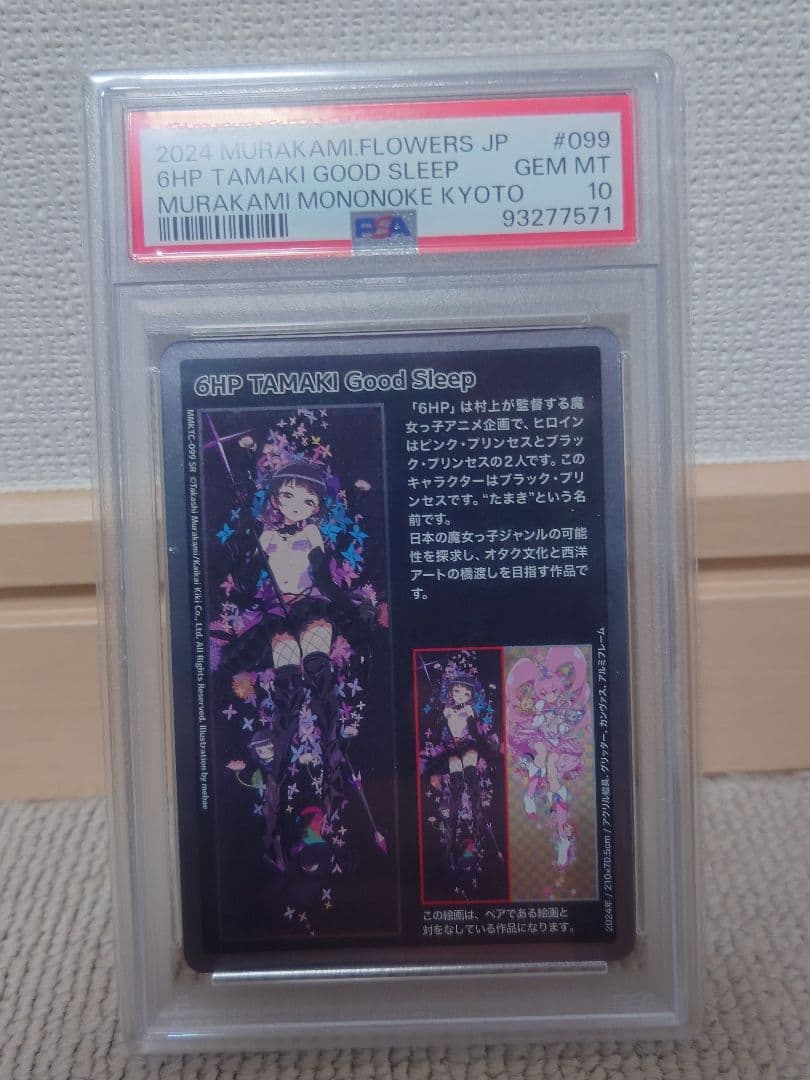 2024 MURAKAMI.FLOWERS JP #099
6HP TAMAKI GOOD SLEEP GEM MT
MURAKAMI MONONOKE KYOTO 10
PSA 93277571
6HP TAMAKI Good Sleep
「6HP」は村上が監督する魔
女っ子アニメ企画で、ヒロイン
はピンク・プリンセスとブラッ
ク・プリンセスの2人です。この
キャラクターはブラック・プリ
ンセスです。“たまき”という名
前です。
日本の魔女っ子ジャンルの可能
性を探求し、オタク文化と西洋
アートの橋渡しを目指す作品で
す。
MMKTC-099 SR ©Takashi Murakami/Kaikai Kiki Co., Ltd. All Rights Reserved. Illustration by mebae
2024年 / 210x70.5cm / アクリル絵具、グリッター、カンヴァス、アルミフレーム
この絵画は、ペアである絵画と
対をなしている作品になります。